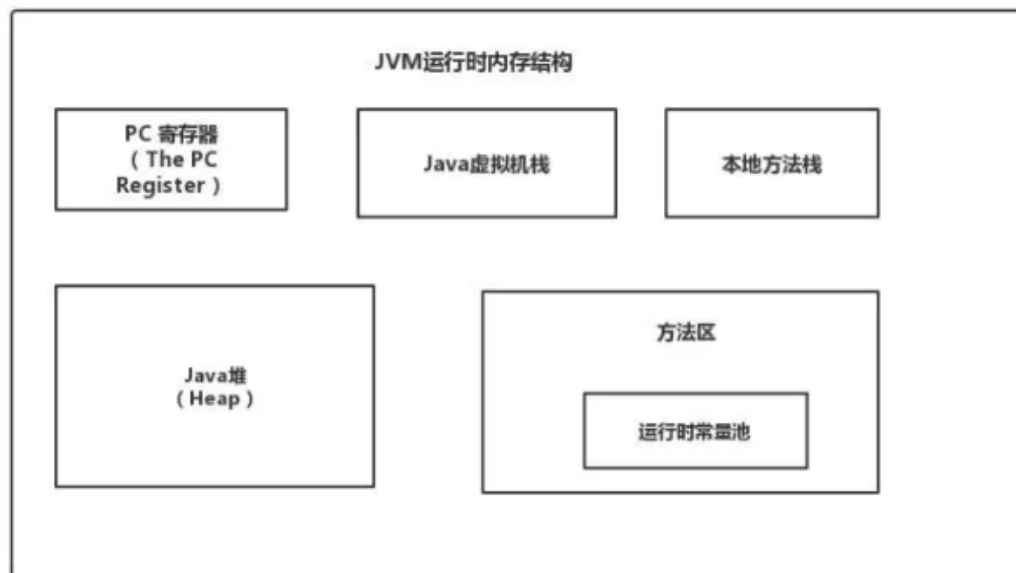 JVM运行时内存结构
PC 寄存器
（The PC
Register）
Java虚拟机栈
本地方法栈
Java堆
（Heap）
方法区
运行时常量池